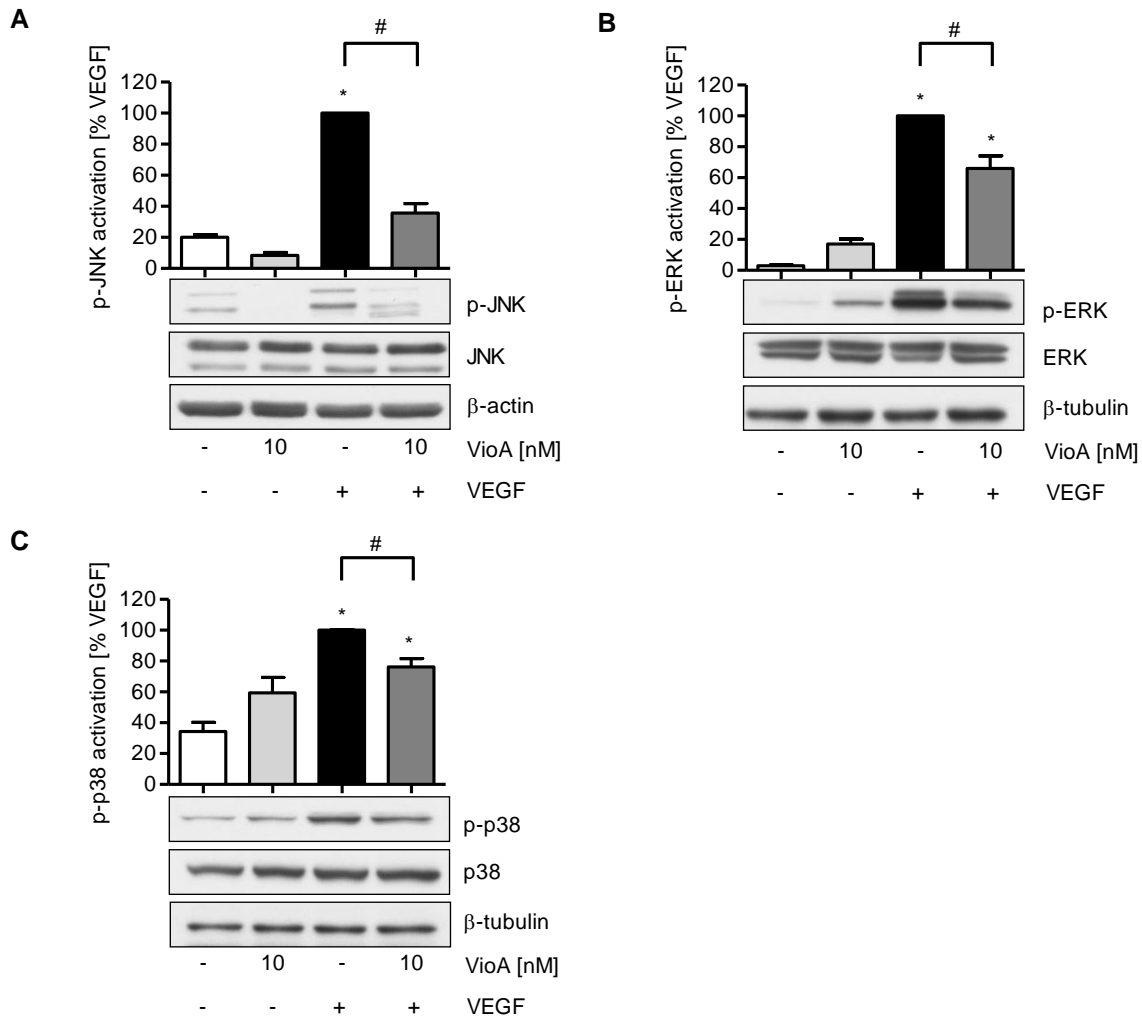 A
#
120
100
80
60
40
20
0
p-JNK activation [% VEGF]
*
p-JNK
JNK
β-actin
- 10 - 10 VioA [nM]
- - + + VEGF
B
#
120
100
80
60
40
20
0
p-ERK activation [% VEGF]
*
*
p-ERK
ERK
β-tubulin
- 10 - 10 VioA [nM]
- - + + VEGF
C
#
120
100
80
60
40
20
0
p-p38 activation [% VEGF]
*
*
p-p38
p38
β-tubulin
- 10 - 10 VioA [nM]
- - + + VEGF